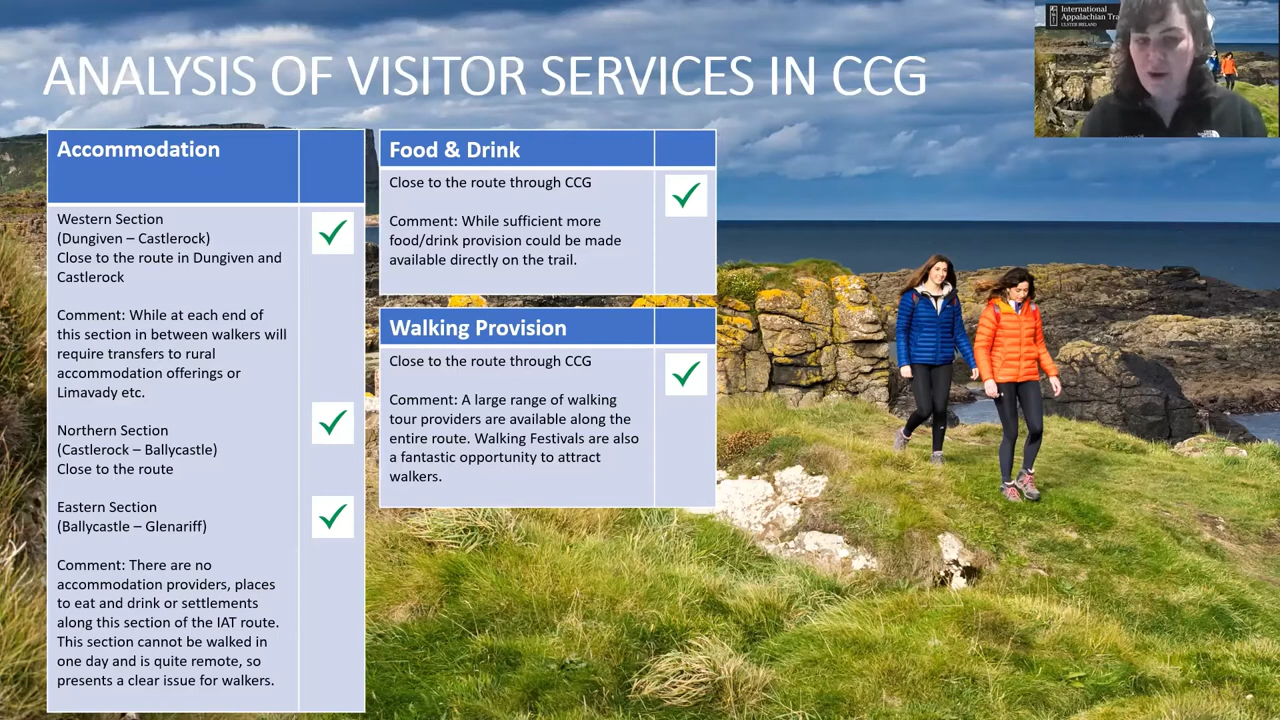 ANALYSIS OF VISITOR SERVICES IN CCG
International
Appalachian
ULSTER IRELAND
Accommodation
Western Section
(Dungiven – Castlerock)
Close to the route in Dungiven and
Castlerock
Comment: While at each end of
this section in between walkers will
require transfers to rural
accommodation offerings or
Limavady etc.
Northern Section
(Castlerock – Ballycastle)
Close to the route
Eastern Section
(Ballycastle – Glenariff)
Comment: There are no
accommodation providers, places
to eat and drink or settlements
along this section of the IAT route.
This section cannot be walked in
one day and is quite remote, so
presents a clear issue for walkers.
Food & Drink
Close to the route through CCG
Comment: While sufficient more
food/drink provision could be made
available directly on the trail.
Walking Provision
Close to the route through CCG
Comment: A large range of walking
tour providers are available along the
entire route. Walking Festivals are also
a fantastic opportunity to attract
walkers.